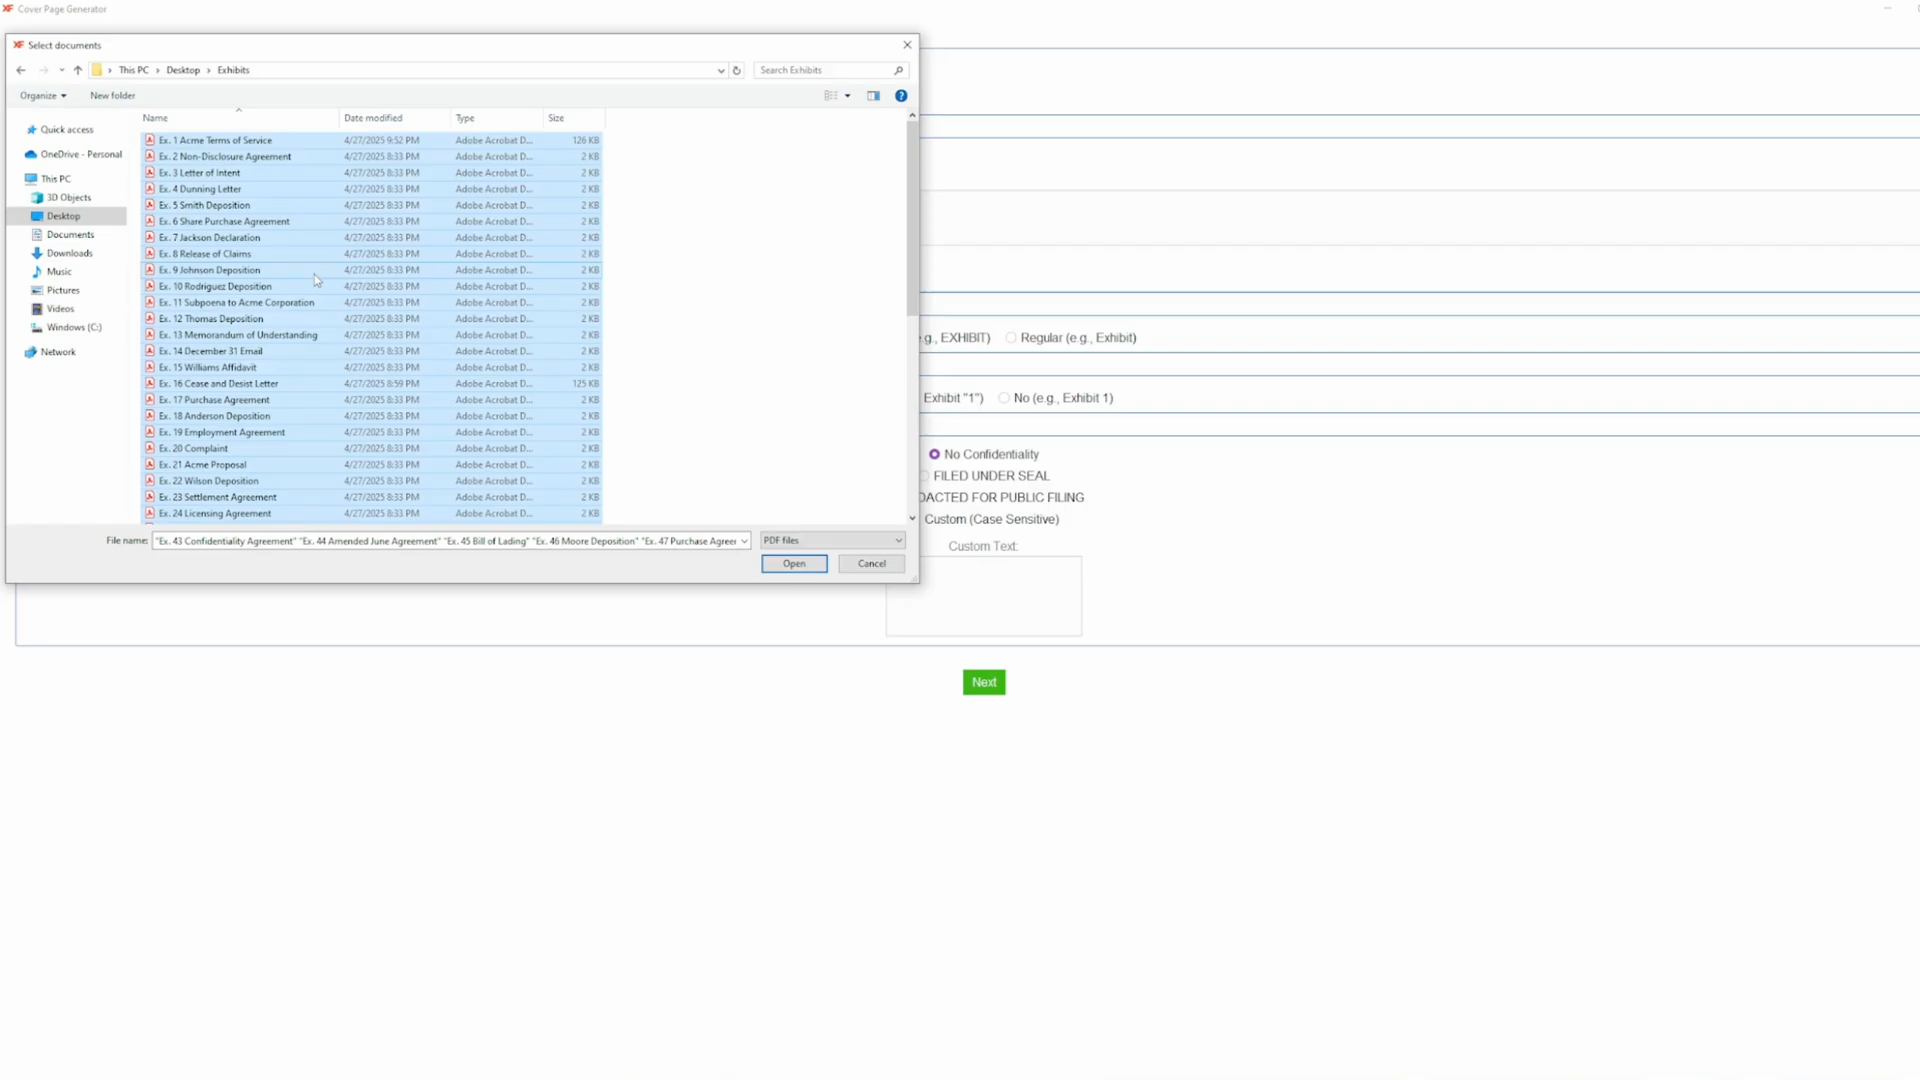 Cover Page Generator
Select documents
This PC > Desktop > Exhibits
Search Exhibits
Organize
New folder
Name
Date modified
Type
Size
Quick access
OneDrive - Personal
This PC
3D Objects
Desktop
Documents
Downloads
Music
Pictures
Videos
Windows (C:)
Network
Ex. 1 Acme Terms of Service 4/27/2025 9:52 PM Adobe Acrobat D... 126 KB
Ex. 2 Non-Disclosure Agreement 4/27/2025 8:33 PM Adobe Acrobat D... 2 KB
Ex. 3 Letter of Intent 4/27/2025 8:33 PM Adobe Acrobat D... 2 KB
Ex. 4 Dunning Letter 4/27/2025 8:33 PM Adobe Acrobat D... 2 KB
Ex. 5 Smith Deposition 4/27/2025 8:33 PM Adobe Acrobat D... 2 KB
Ex. 6 Share Purchase Agreement 4/27/2025 8:33 PM Adobe Acrobat D... 2 KB
Ex. 7 Jackson Declaration 4/27/2025 8:33 PM Adobe Acrobat D... 2 KB
Ex. 8 Release of Claims 4/27/2025 8:33 PM Adobe Acrobat D... 2 KB
Ex. 9 Johnson Deposition 4/27/2025 8:33 PM Adobe Acrobat D... 2 KB
Ex. 10 Rodriguez Deposition 4/27/2025 8:33 PM Adobe Acrobat D... 2 KB
Ex. 11 Subpoena to Acme Corporation 4/27/2025 8:33 PM Adobe Acrobat D... 2 KB
Ex. 12 Thomas Deposition 4/27/2025 8:33 PM Adobe Acrobat D... 2 KB
Ex. 13 Memorandum of Understanding 4/27/2025 8:33 PM Adobe Acrobat D... 2 KB
Ex. 14 December 31 Email 4/27/2025 8:33 PM Adobe Acrobat D... 2 KB
Ex. 15 Williams Affidavit 4/27/2025 8:33 PM Adobe Acrobat D... 2 KB
Ex. 16 Cease and Desist Letter 4/27/2025 8:59 PM Adobe Acrobat D... 125 KB
Ex. 17 Purchase Agreement 4/27/2025 8:33 PM Adobe Acrobat D... 2 KB
Ex. 18 Anderson Deposition 4/27/2025 8:33 PM Adobe Acrobat D... 2 KB
Ex. 19 Employment Agreement 4/27/2025 8:33 PM Adobe Acrobat D... 2 KB
Ex. 20 Complaint 4/27/2025 8:33 PM Adobe Acrobat D... 2 KB
Ex. 21 Acme Proposal 4/27/2025 8:33 PM Adobe Acrobat D... 2 KB
Ex. 22 Wilson Deposition 4/27/2025 8:33 PM Adobe Acrobat D... 2 KB
Ex. 23 Settlement Agreement 4/27/2025 8:33 PM Adobe Acrobat D... 2 KB
Ex. 24 Licensing Agreement 4/27/2025 8:33 PM Adobe Acrobat D... 2 KB
File name: "Ex. 43 Confidentiality Agreement" "Ex. 44 Amended June Agreement" "Ex. 45 Bill of Lading" "Ex. 46 Moore Deposition" "Ex. 47 Purchase Agreer
PDF files
Open
Cancel
e.g., EXHIBIT)
Regular (e.g., Exhibit)
Exhibit "1")
No (e.g., Exhibit 1)
No Confidentiality
FILED UNDER SEAL
DACTED FOR PUBLIC FILING
Custom (Case Sensitive)
Custom Text:
Next